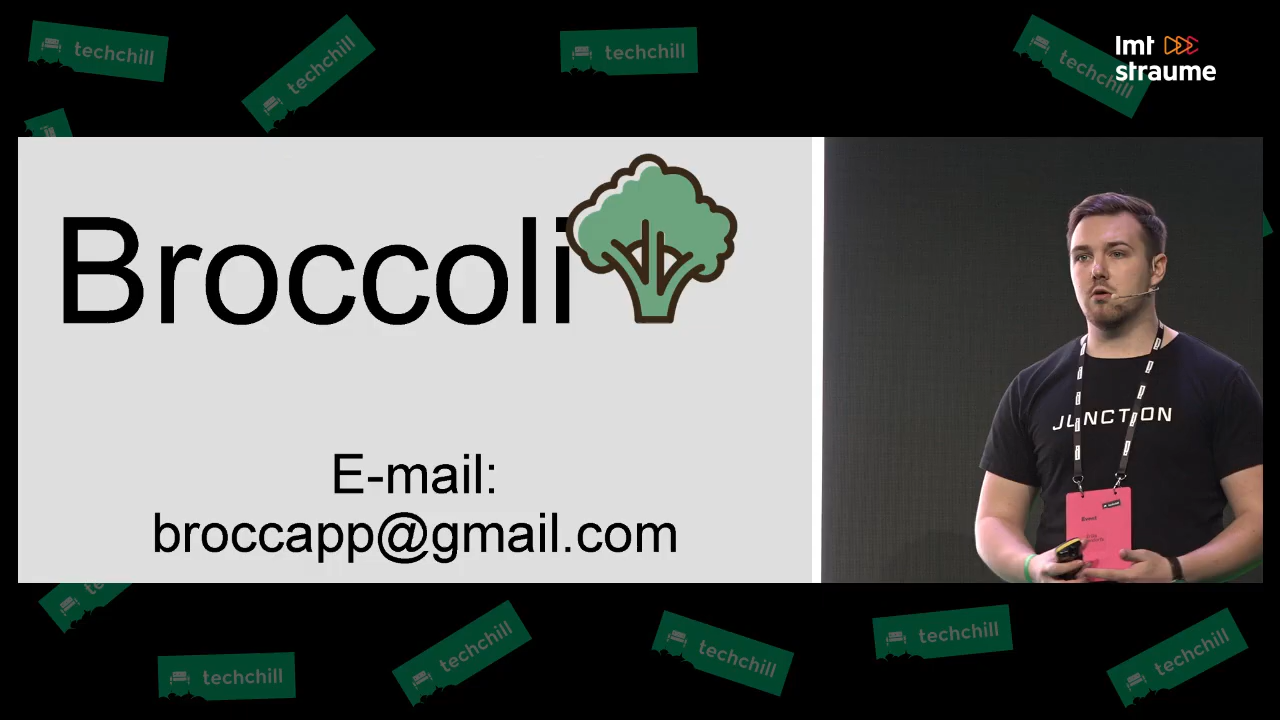 techchill
techchill
techchill
techchill
lmt
straume
Broccoli
E-mail:
broccapp@gmail.com
JUNCTION
techchill
techchill
techchill
techchill
techchill